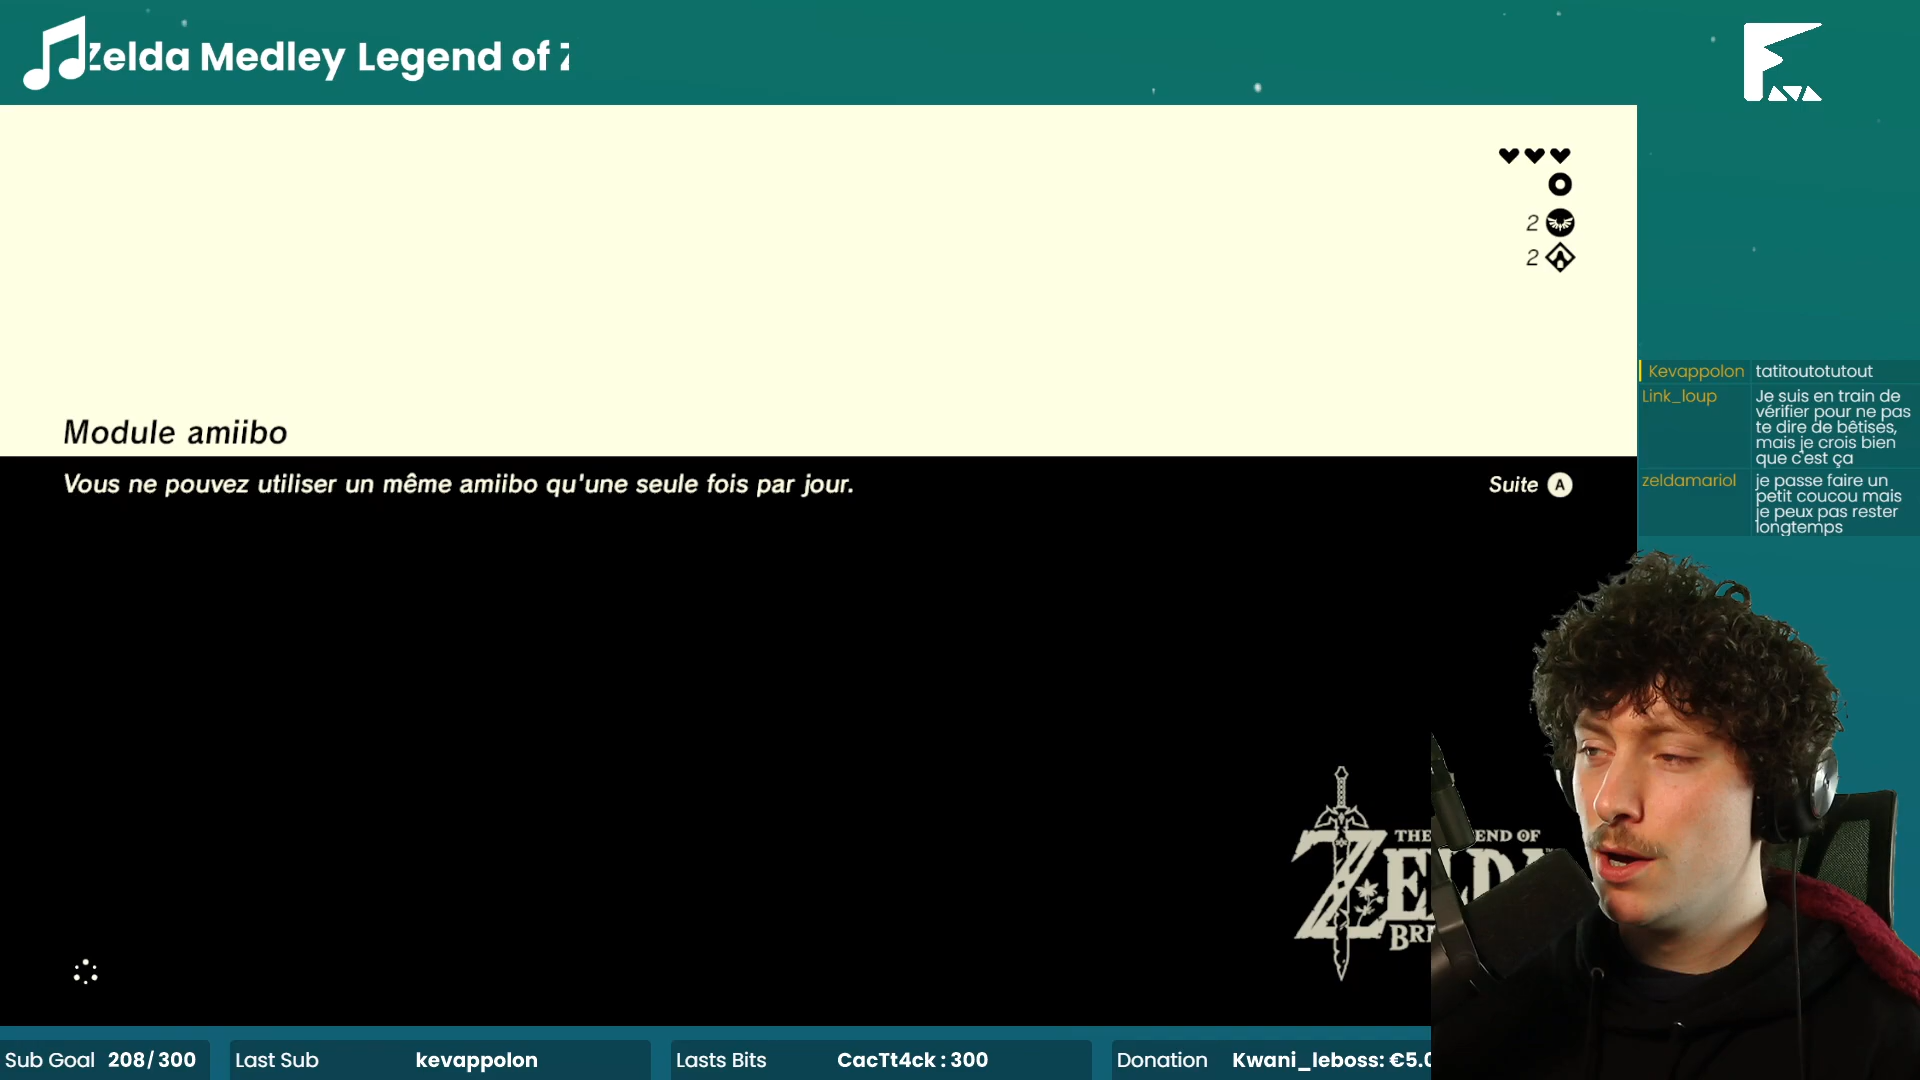 Zelda Medley Legend of
2
2
Module amiibo
Vous ne pouvez utiliser un même amiibo qu'une seule fois par jour.
Suite A
Kevappolon tatitoutotutout
Link_loup Je suis en train de
vérifier pour ne pas
te dire de bêtises,
mais je crois bien
que c'est ça
zeldamariol je passe faire un
petit coucou mais
je peux pas rester
longtemps
THE END OF
ZELDA
BR
Sub Goal 208/300
Last Sub kevappolon
Lasts Bits CacTt4ck : 300
Donation Kwani_leboss: €5.0